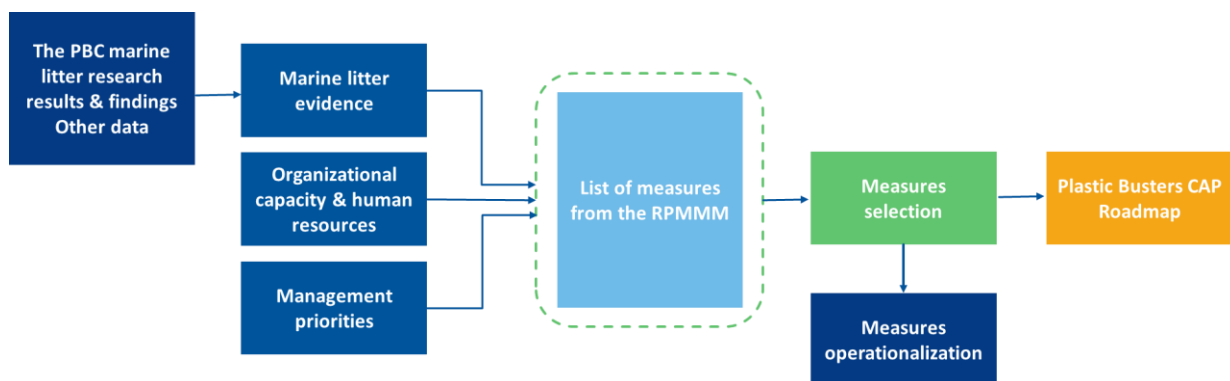 The PBC marine
litter research
results & findings
Other data
Marine litter
evidence
Organizational
capacity & human
resources
Management
priorities
List of measures
from the RPMMM
Measures
selection
Plastic Busters CAP
Roadmap
Measures
operationalization